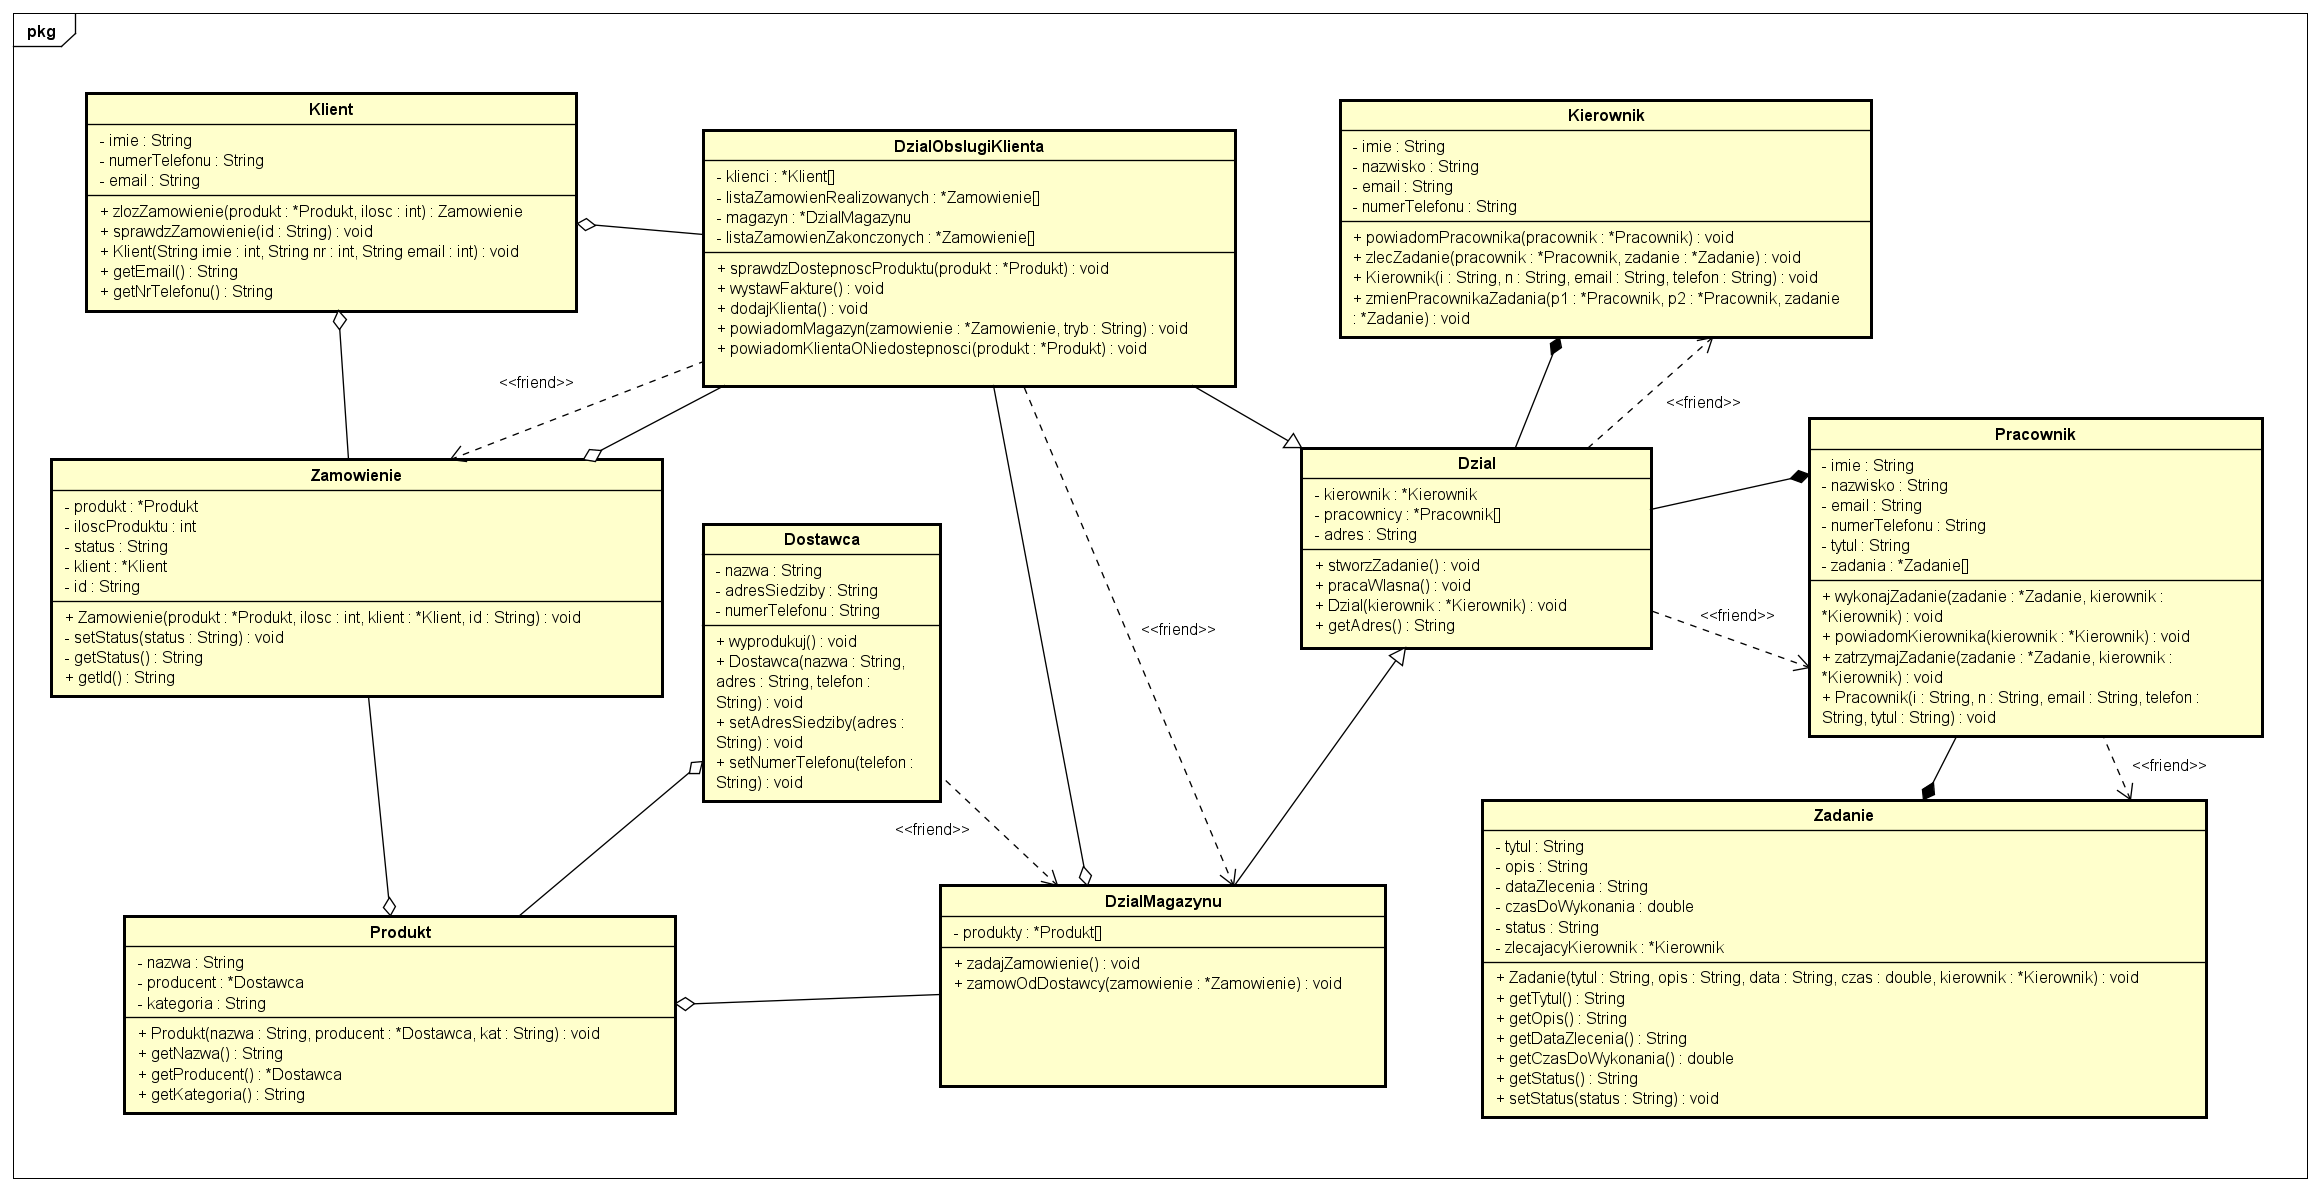 pkg
Klient
- imie : String
- numerTelefonu : String
- email : String
+ zlozZamowienie(produkt : *Produkt, ilosc : int) : Zamowienie
+ sprawdzZamowienie(id : String) : void
+ Klient(String imie : int, String nr : int, String email : int) : void
+ getEmail() : String
+ getNrTelefonu() : String
DzialObslugiKlienta
- klienci : *Klient[]
- listaZamowienRealizowanych : *Zamowienie[]
- magazyn : *DzialMagazynu
- listaZamowienZakonczonych : *Zamowienie[]
+ sprawdzDostepnoscProduktu(produkt : *Produkt) : void
+ wystawFakture() : void
+ dodajKlienta() : void
+ powiadomMagazyn(zamowienie : *Zamowienie, tryb : String) : void
+ powiadomKlientaONiedostepnosci(produkt : *Produkt) : void
Kierownik
- imie : String
- nazwisko : String
- email : String
- numerTelefonu : String
+ powiadomPracownika(pracownik : *Pracownik) : void
+ zlecZadanie(pracownik : *Pracownik, zadanie : *Zadanie) : void
+ Kierownik(i : String, n : String, email : String, telefon : String) : void
+ zmienPracownikaZadania(p1 : *Pracownik, p2 : *Pracownik, zadanie
: *Zadanie) : void
<<friend>>
<<friend>>
Zamowienie
- produkt : *Produkt
- iloscProduktu : int
- status : String
- klient : *Klient
- id : String
+ Zamowienie(produkt : *Produkt, ilosc : int, klient : *Klient, id : String) : void
- setStatus(status : String) : void
- getStatus() : String
+ getId() : String
Dostawca
- nazwa : String
- adresSiedziby : String
- numerTelefonu : String
+ wyprodukuj() : void
+ Dostawca(nazwa : String,
adres : String, telefon :
String) : void
+ setAdresSiedziby(adres :
String) : void
+ setNumerTelefonu(telefon :
String) : void
<<friend>>
Dzial
- kierownik : *Kierownik
- pracownicy : *Pracownik[]
- adres : String
+ stworzZadanie() : void
+ pracaWlasna() : void
+ Dzial(kierownik : *Kierownik) : void
+ getAdres() : String
<<friend>>
Pracownik
- imie : String
- nazwisko : String
- email : String
- numerTelefonu : String
- tytul : String
- zadania : *Zadanie[]
+ wykonajZadanie(zadanie : *Zadanie, kierownik :
*Kierownik) : void
+ powiadomKierownika(kierownik : *Kierownik) : void
+ zatrzymajZadanie(zadanie : *Zadanie, kierownik :
*Kierownik) : void
+ Pracownik(i : String, n : String, email : String, telefon :
String, tytul : String) : void
<<friend>>
<<friend>>
Produkt
- nazwa : String
- producent : *Dostawca
- kategoria : String
+ Produkt(nazwa : String, producent : *Dostawca, kat : String) : void
+ getNazwa() : String
+ getProducent() : *Dostawca
+ getKategoria() : String
DzialMagazynu
- produkty : *Produkt[]
+ zadajZamowienie() : void
+ zamowOdDostawcy(zamowienie : *Zamowienie) : void
Zadanie
- tytul : String
- opis : String
- dataZlecenia : String
- czasDoWykonania : double
- status : String
- zlecajacyKierownik : *Kierownik
+ Zadanie(tytul : String, opis : String, data : String, czas : double, kierownik : *Kierownik) : void
+ getTytul() : String
+ getOpis() : String
+ getDataZlecenia() : String
+ getCzasDoWykonania() : double
+ getStatus() : String
+ setStatus(status : String) : void